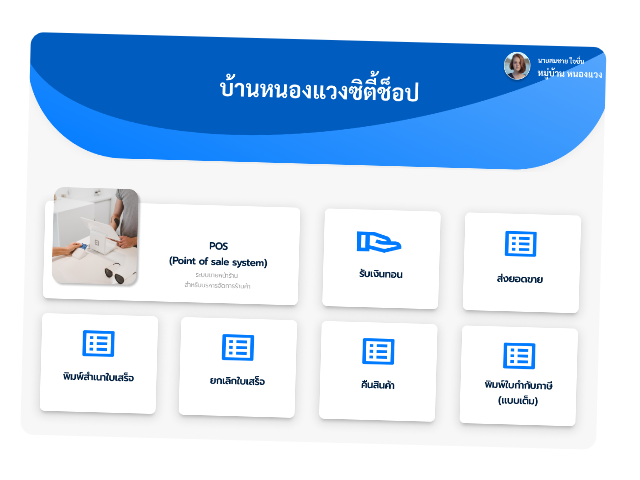 บ้านหนองแวงซิตี้ช็อป
นายสมชาย ใจชื่น
หมู่บ้าน หนองแวง
POS
(Point of sale system)
ระบบขายหน้าร้าน
สำหรับบริหารจัดการร้านค้า
รับเงินทอน
ส่งยอดขาย
พิมพ์สำเนาใบเสร็จ
ยกเลิกใบเสร็จ
คืนสินค้า
พิมพ์ใบกำกับภาษี
(แบบเต็ม)